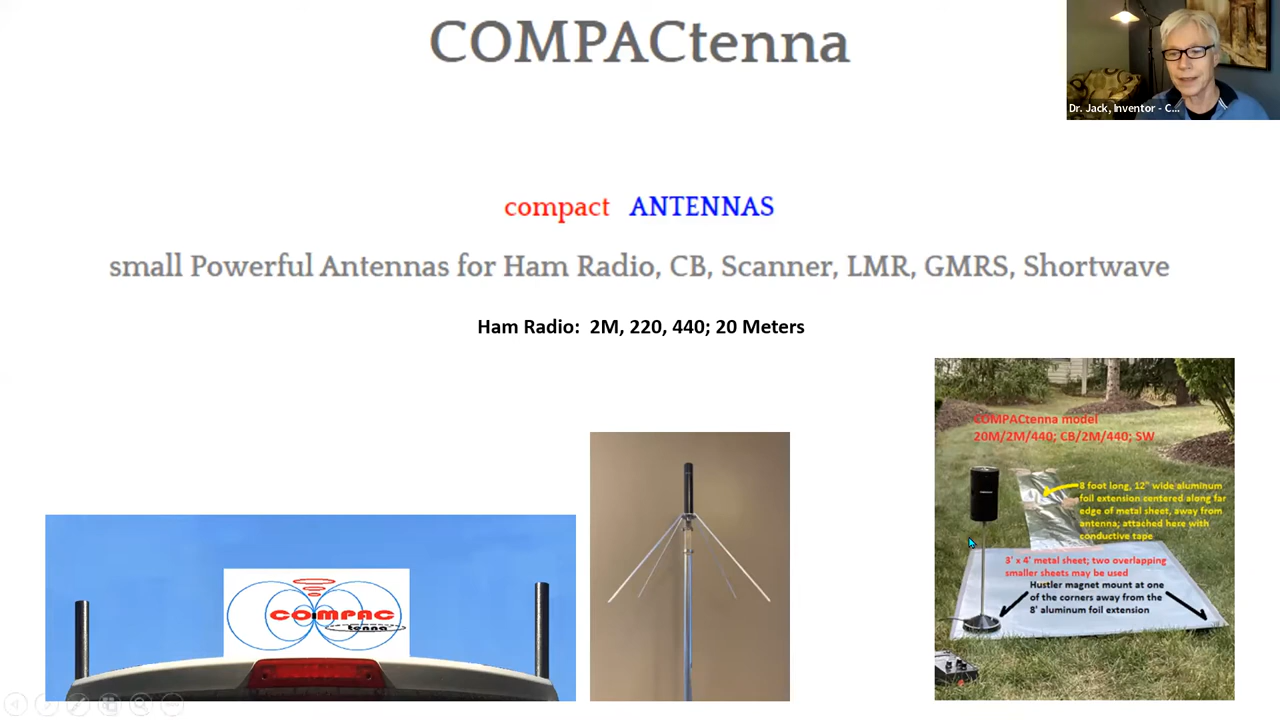 COMPACtenna
Dr. Jack, Inventor - C...
compact ANTENNAS
small Powerful Antennas for Ham Radio, CB, Scanner, LMR, GMRS, Shortwave
Ham Radio: 2M, 220, 440; 20 Meters
COMPAC
tenna
COMPACtenna model
20M/2M/440; CB/2M/440; SW
8 foot long, 12" wide aluminum
foil extension centered along far
edge of metal sheet, away from
antenna; attached here with
conductive tape
3' x 4' metal sheet; two overlapping
smaller sheets may be used
Hustler magnet mount at one
of the corners away from the
8' aluminum foil extension